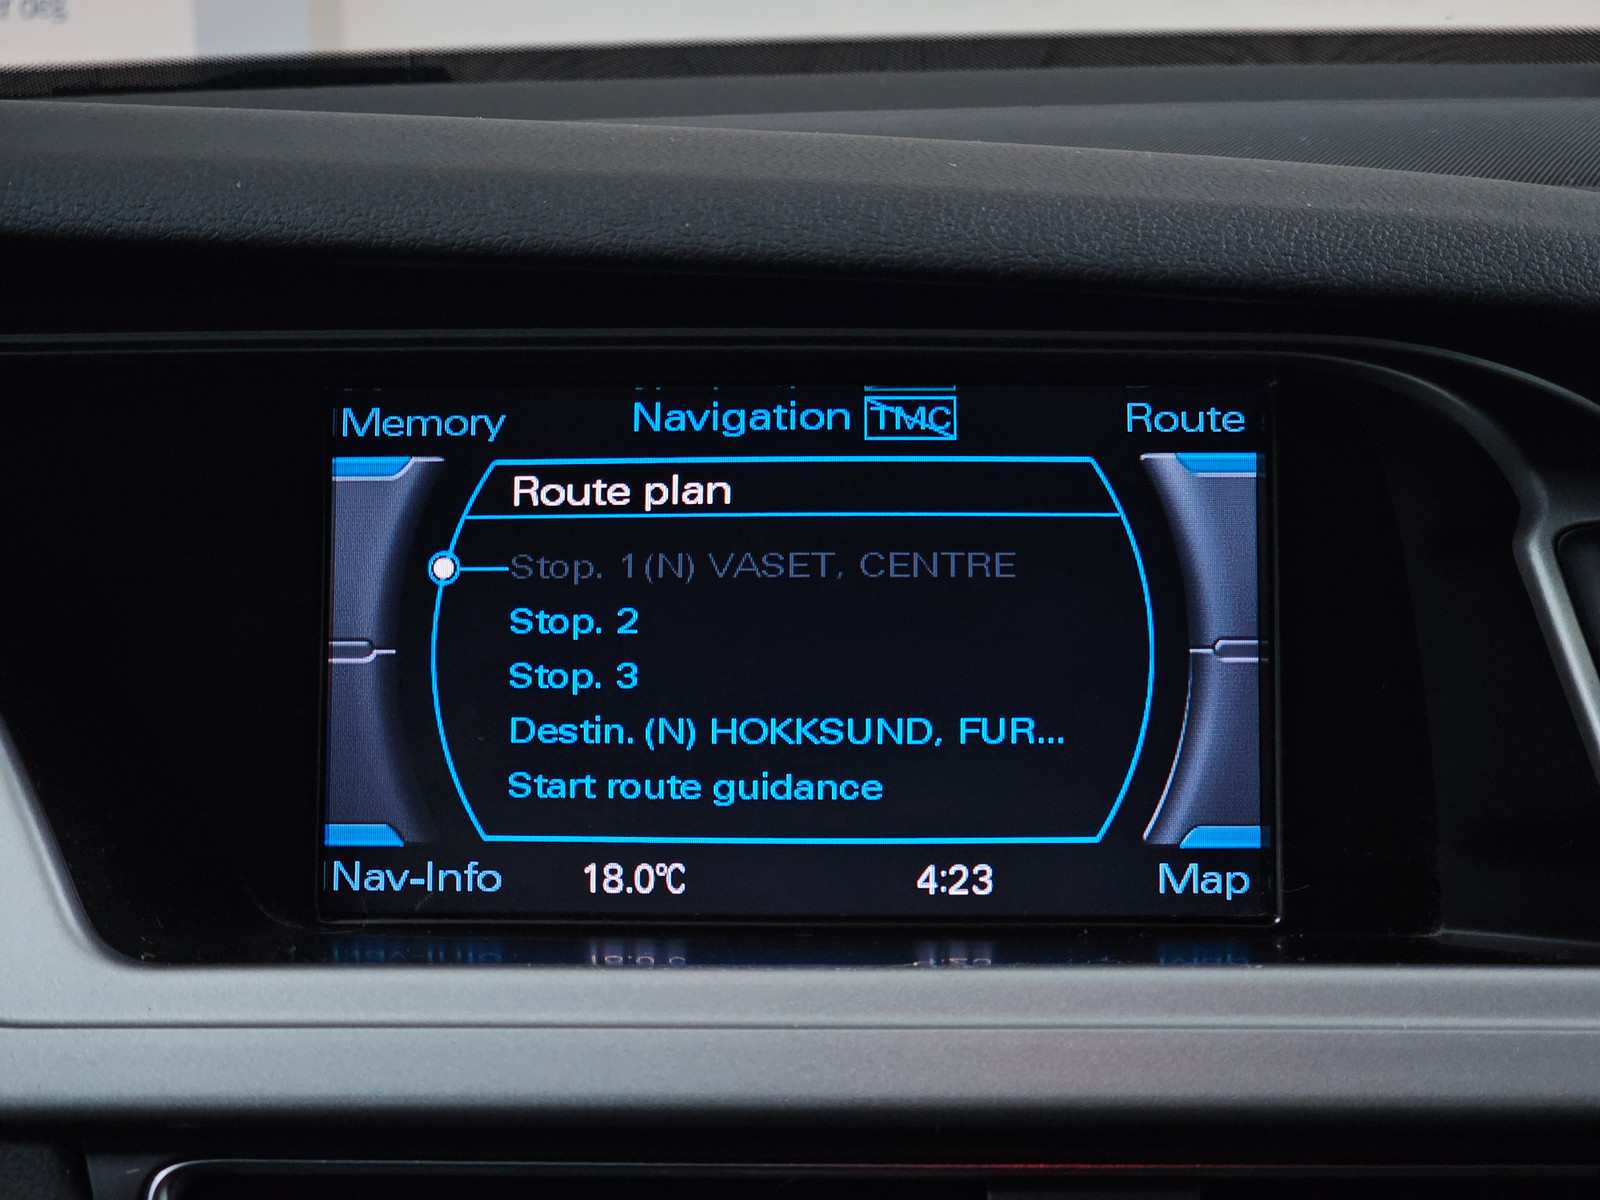 Memory Navigation TMC Route
Route plan
Stop. 1 (N) VASET, CENTRE
Stop. 2
Stop. 3
Destin. (N) HOKKSUND, FUR...
Start route guidance
Nav-Info 18.0°C 4:23 Map